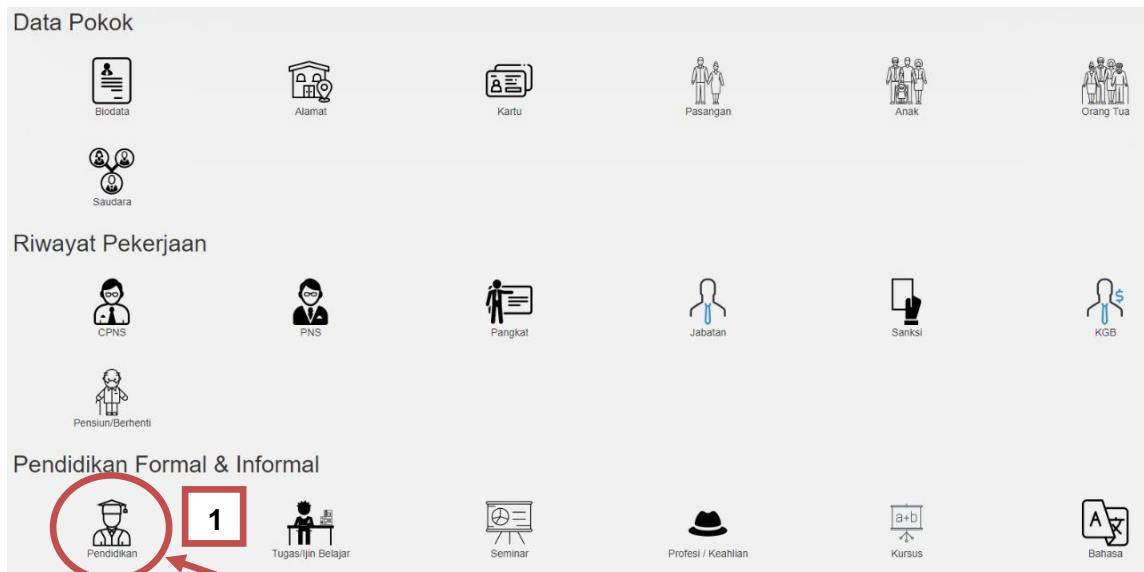 Data Pokok
Biodata Alamat Kartu Pasangan Anak Orang Tua
Saudara
Riwayat Pekerjaan
CPNS PNS Pangkat Jabatan Sanksi KGB
Pensiun/Berhenti
Pendidikan Formal & Informal
1
a+b
A
Pendidikan Tugas/Ijin Belajar Seminar Profesi / Keahlian Kursus Bahasa